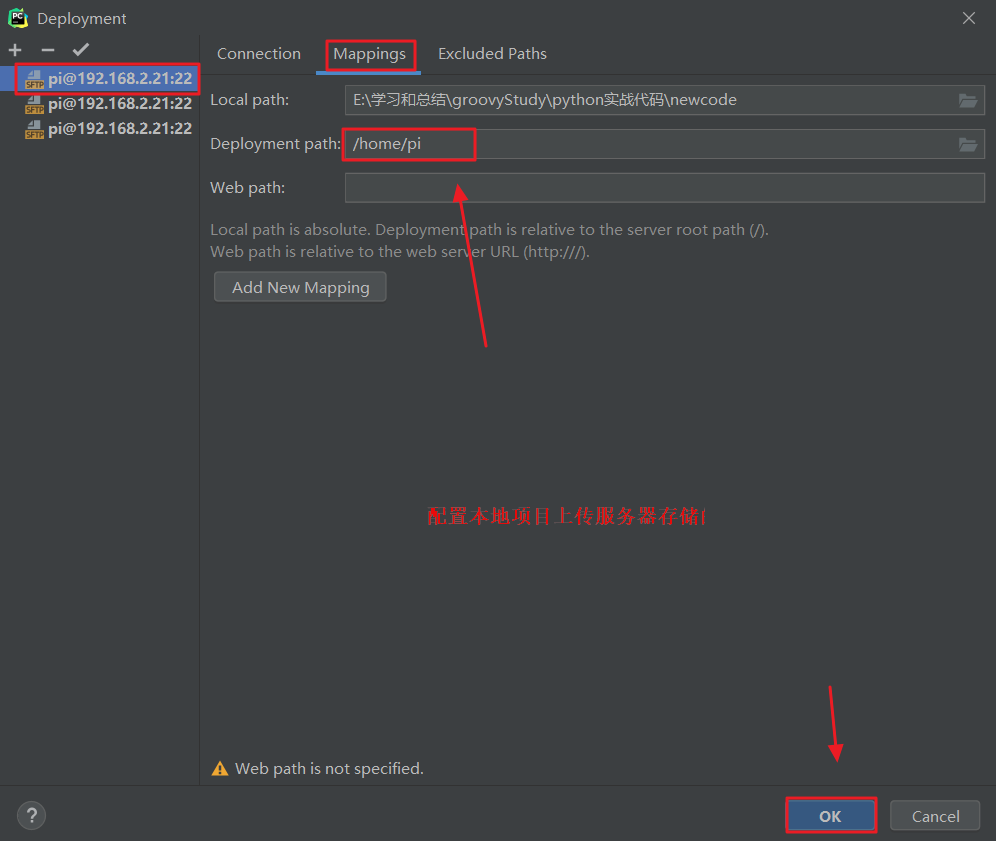 Deployment
Connection Mappings Excluded Paths
pi@192.168.2.21:22
pi@192.168.2.21:22
pi@192.168.2.21:22
Local path: E:\学习和总结\groovyStudy\python实战代码\newcode
Deployment path: /home/pi
Web path:
Local path is absolute. Deployment path is relative to the server root path (/).
Web path is relative to the web server URL (http:///).
Add New Mapping
配置本地项目上传服务器存储
Web path is not specified.
? OK Cancel